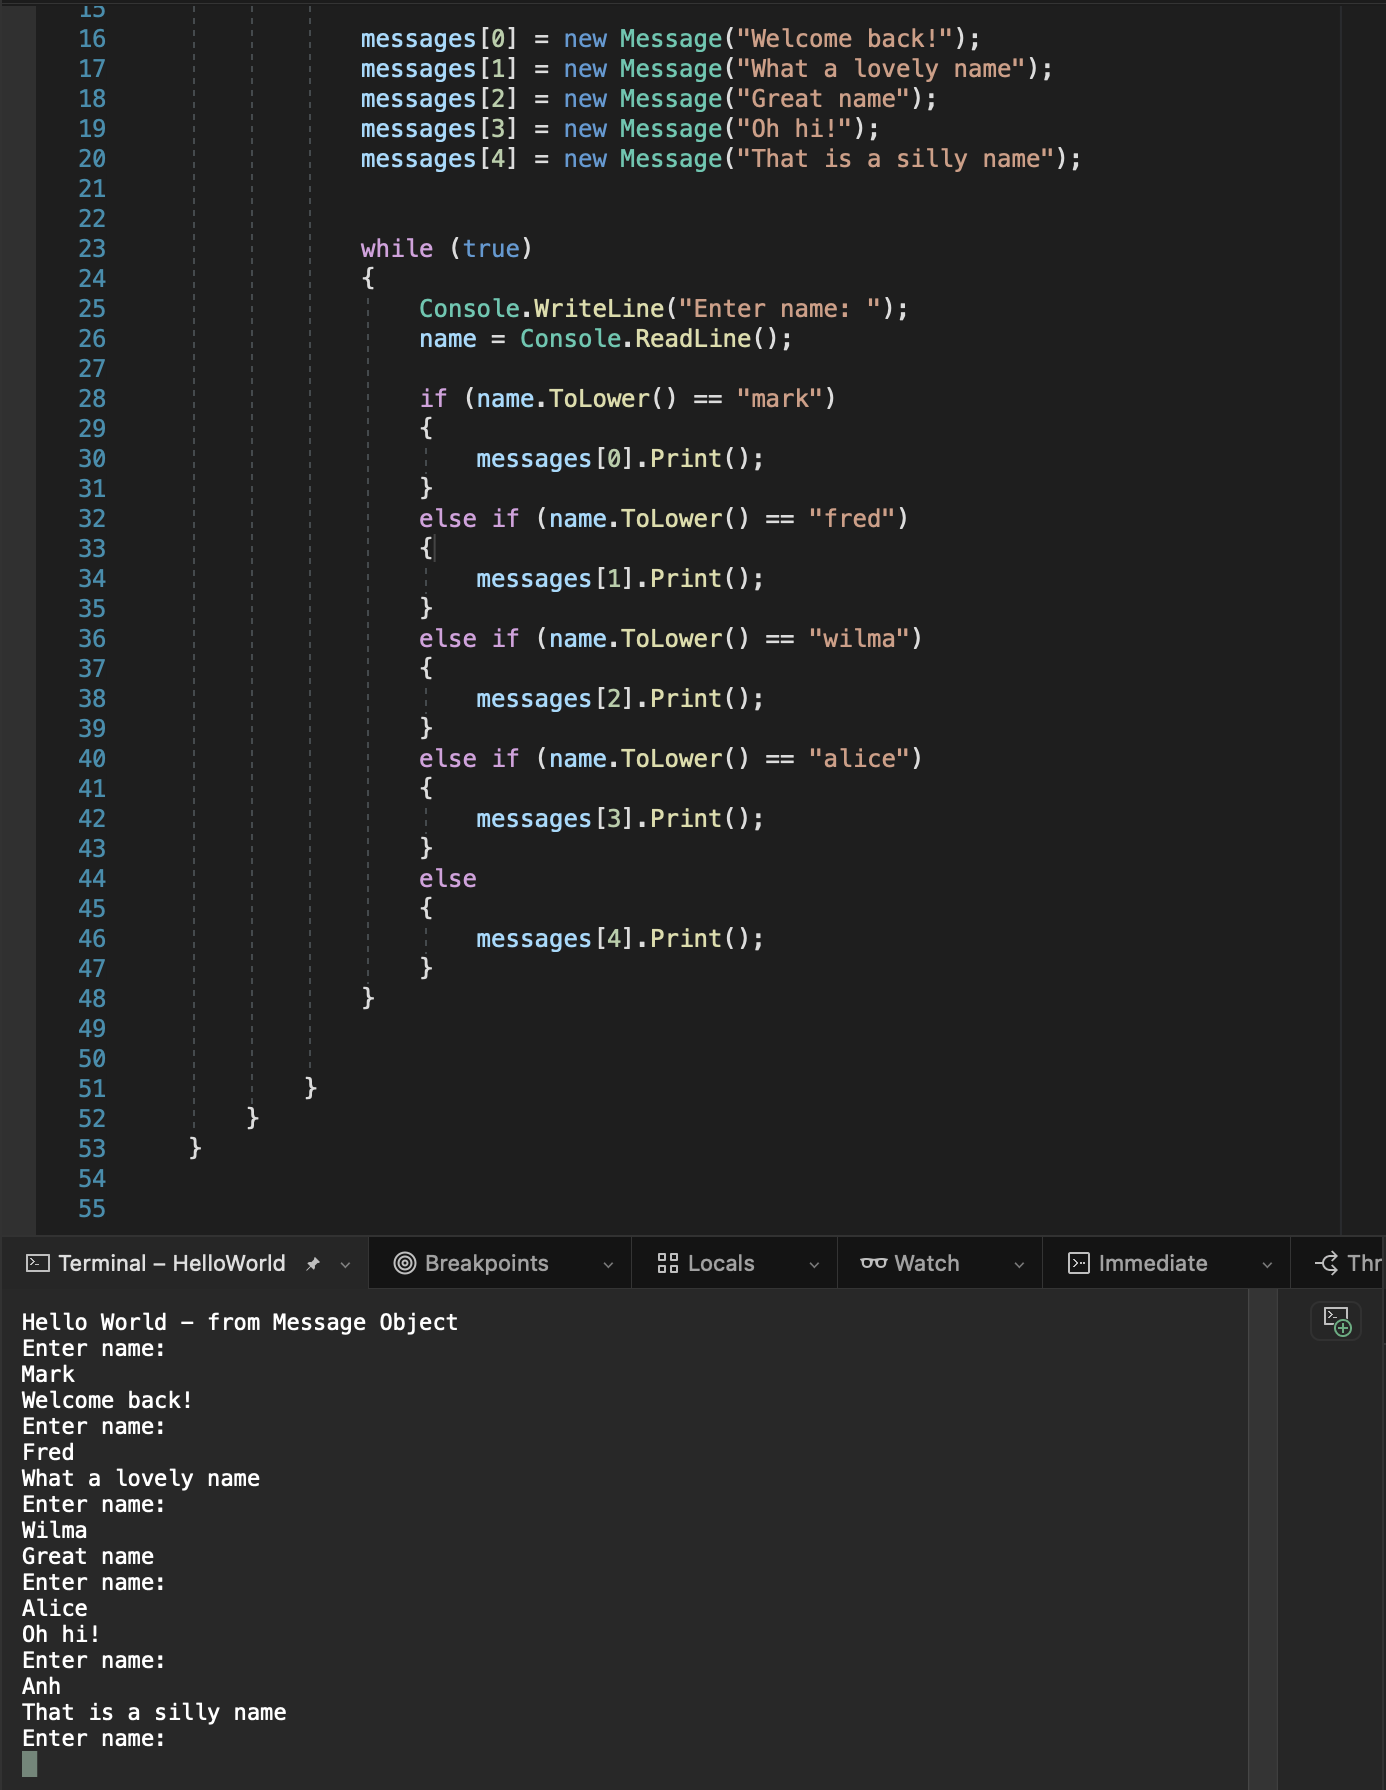 15
16 messages[0] = new Message("Welcome back!");
17 messages[1] = new Message("What a lovely name");
18 messages[2] = new Message("Great name");
19 messages[3] = new Message("Oh hi!");
20 messages[4] = new Message("That is a silly name");
21
22
23 while (true)
24 {
25 Console.WriteLine("Enter name: ");
26 name = Console.ReadLine();
27
28 if (name.ToLower() == "mark")
29 {
30 messages[0].Print();
31 }
32 else if (name.ToLower() == "fred")
33 {
34 messages[1].Print();
35 }
36 else if (name.ToLower() == "wilma")
37 {
38 messages[2].Print();
39 }
40 else if (name.ToLower() == "alice")
41 {
42 messages[3].Print();
43 }
44 else
45 {
46 messages[4].Print();
47 }
48 }
49
50
51 }
52 }
53 }
54
55
Terminal – HelloWorld Breakpoints Locals Watch Immediate Thr
Hello World - from Message Object
Enter name:
Mark
Welcome back!
Enter name:
Fred
What a lovely name
Enter name:
Wilma
Great name
Enter name:
Alice
Oh hi!
Enter name:
Anh
That is a silly name
Enter name: